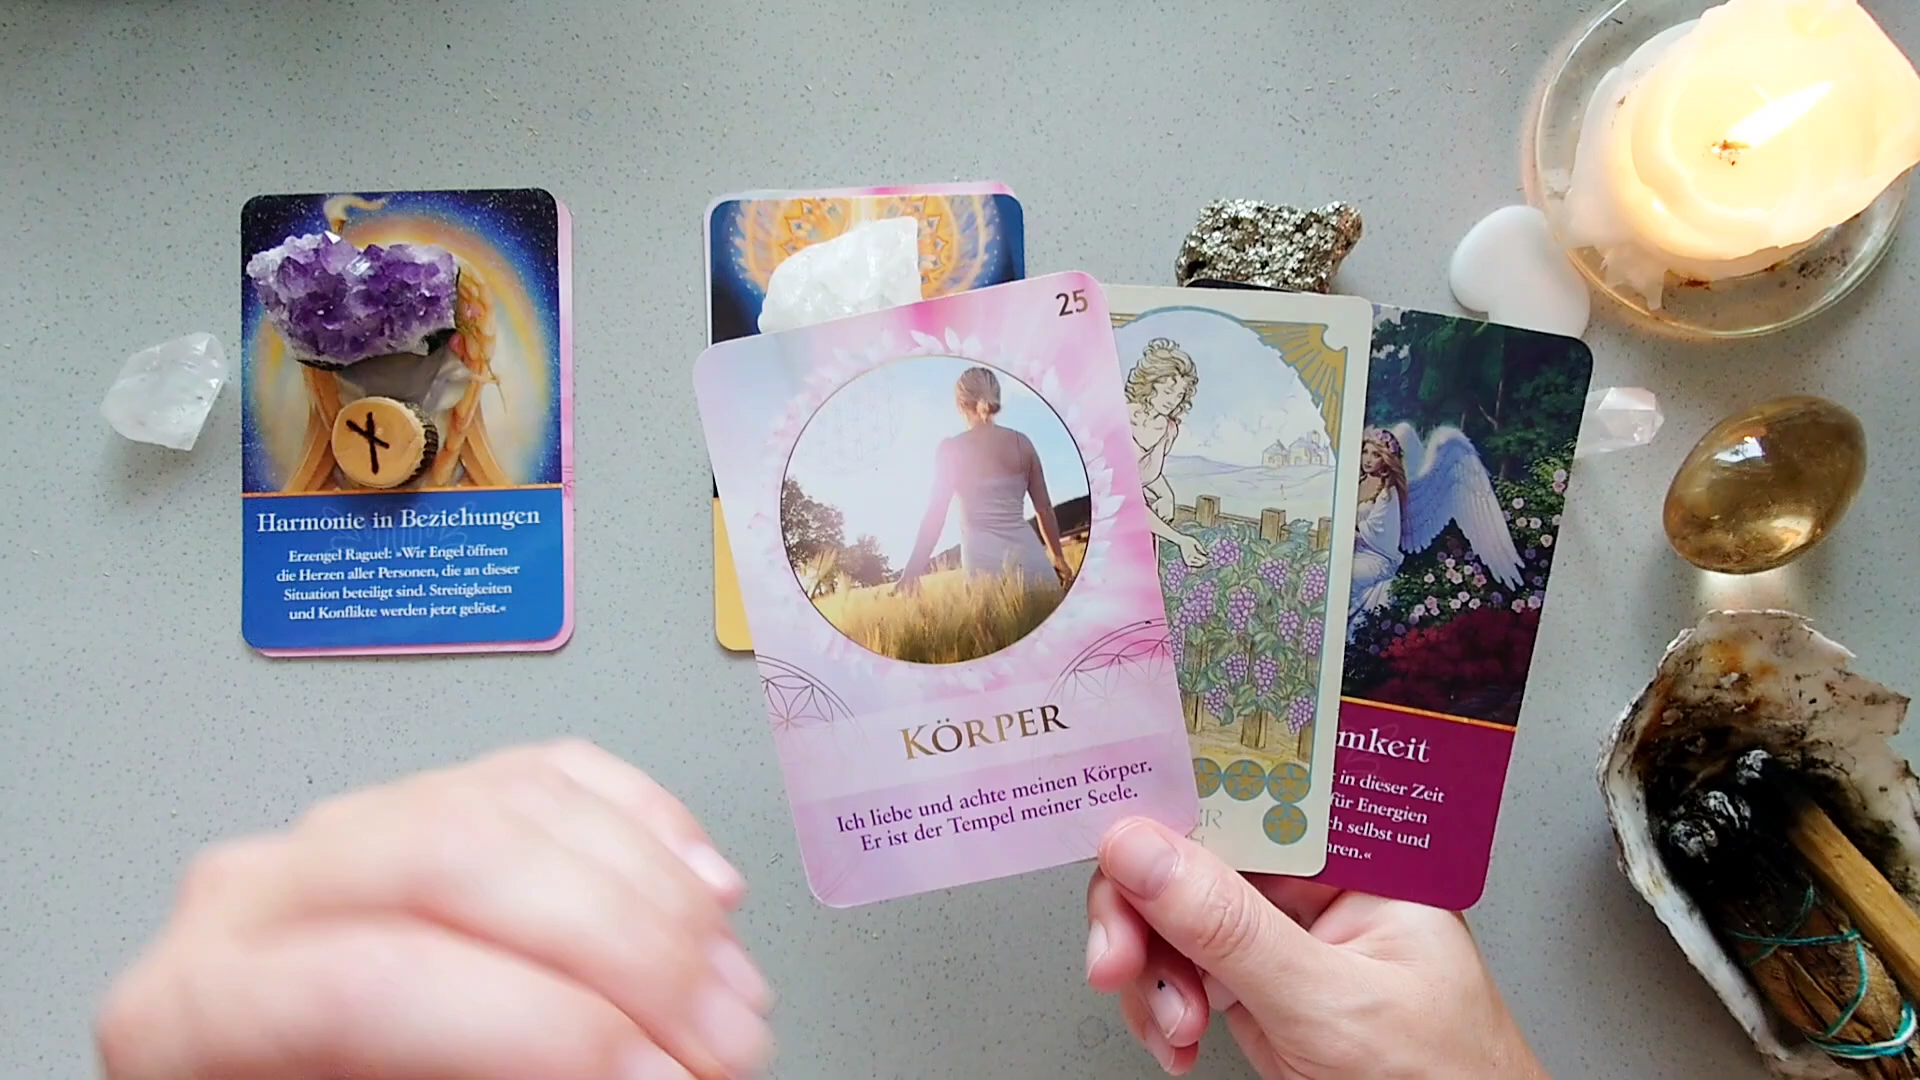 Harmonie in Beziehungen
Erzengel Raguel: »Wir Engel öffnen
die Herzen aller Personen, die an dieser
Situation beteiligt sind. Streitigkeiten
und Konflikte werden jetzt gelöst.«
25
KÖRPER
Ich liebe und achte meinen Körper.
Er ist der Tempel meiner Seele.
mkeit
in dieser Zeit
für Energien
ch selbst und
hren.«